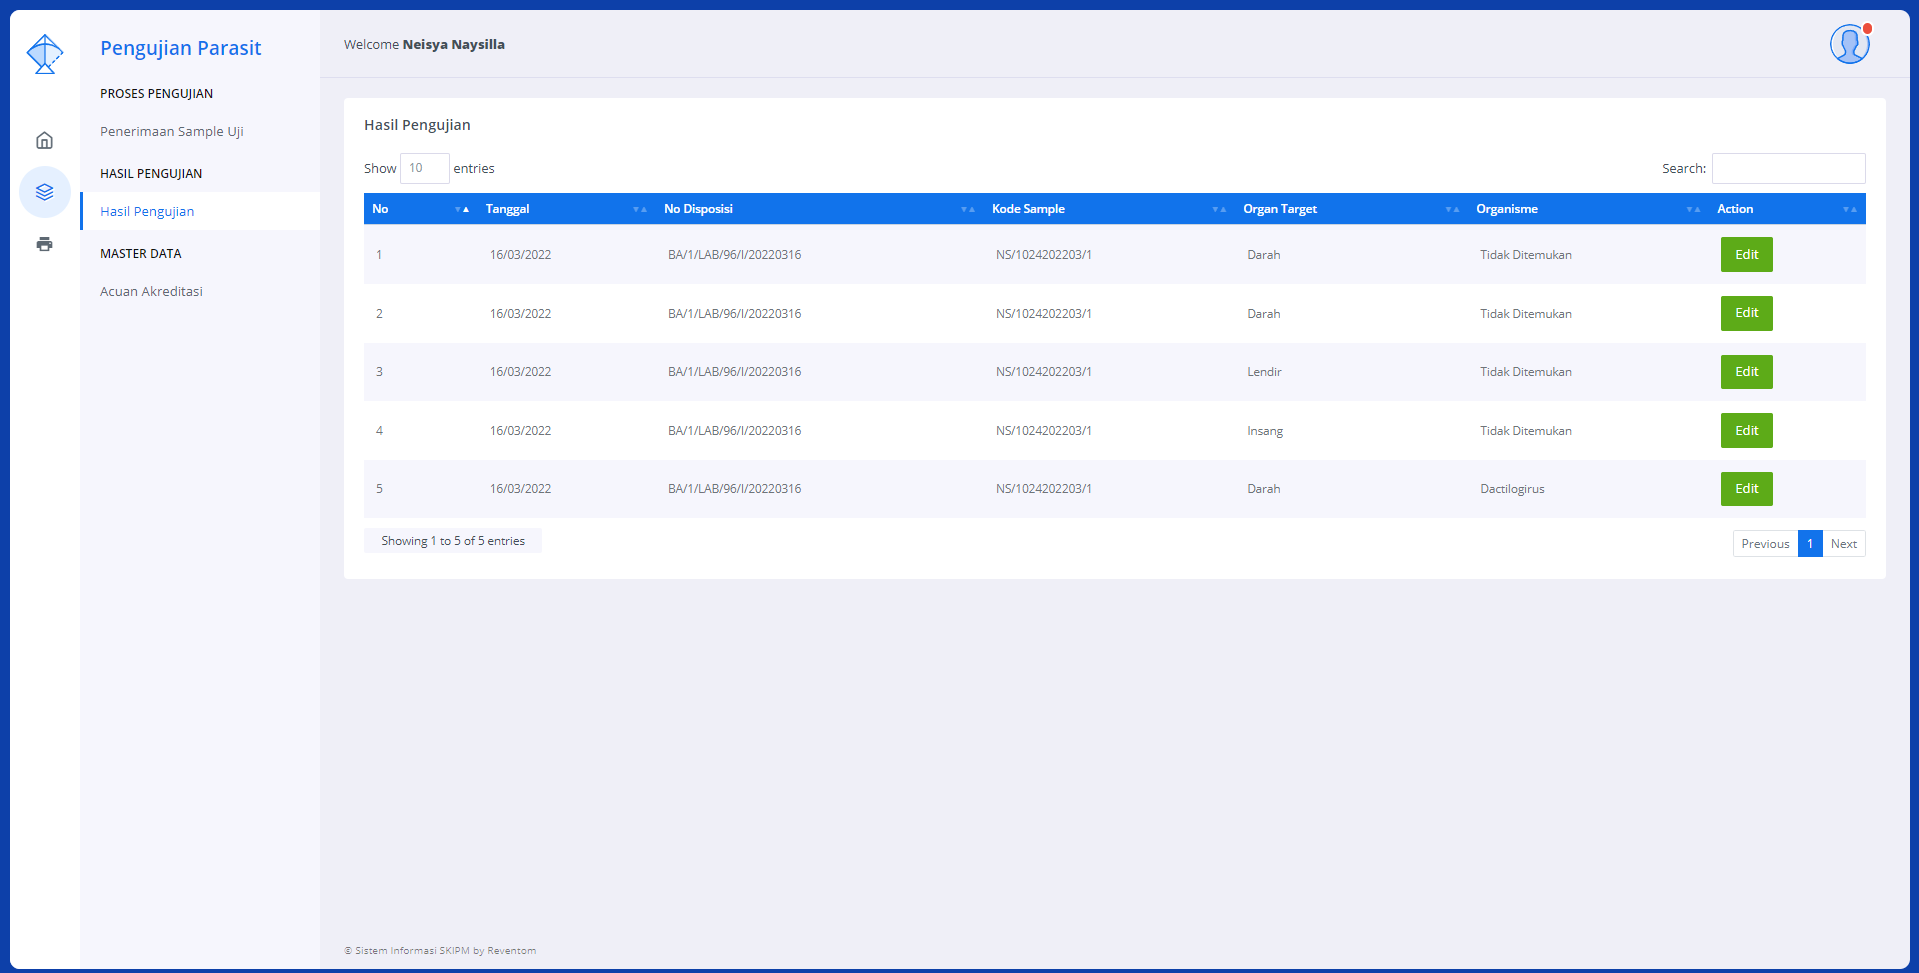 Pengujian Parasit
PROSES PENGUJIAN
Penerimaan Sample Uji
HASIL PENGUJIAN
Hasil Pengujian
MASTER DATA
Acuan Akreditasi
Welcome Neisya Naysilla
Hasil Pengujian
Show 10 entries
Search:
No Tanggal No Disposisi Kode Sample Organ Target Organisme Action
1 16/03/2022 BA/1/LAB/96/I/20220316 NS/1024202203/1 Darah Tidak Ditemukan Edit
2 16/03/2022 BA/1/LAB/96/I/20220316 NS/1024202203/1 Darah Tidak Ditemukan Edit
3 16/03/2022 BA/1/LAB/96/I/20220316 NS/1024202203/1 Lendir Tidak Ditemukan Edit
4 16/03/2022 BA/1/LAB/96/I/20220316 NS/1024202203/1 Insang Tidak Ditemukan Edit
5 16/03/2022 BA/1/LAB/96/I/20220316 NS/1024202203/1 Darah Dactilogirus Edit
Showing 1 to 5 of 5 entries
Previous 1 Next
© Sistem Informasi SKIPM by Reventom